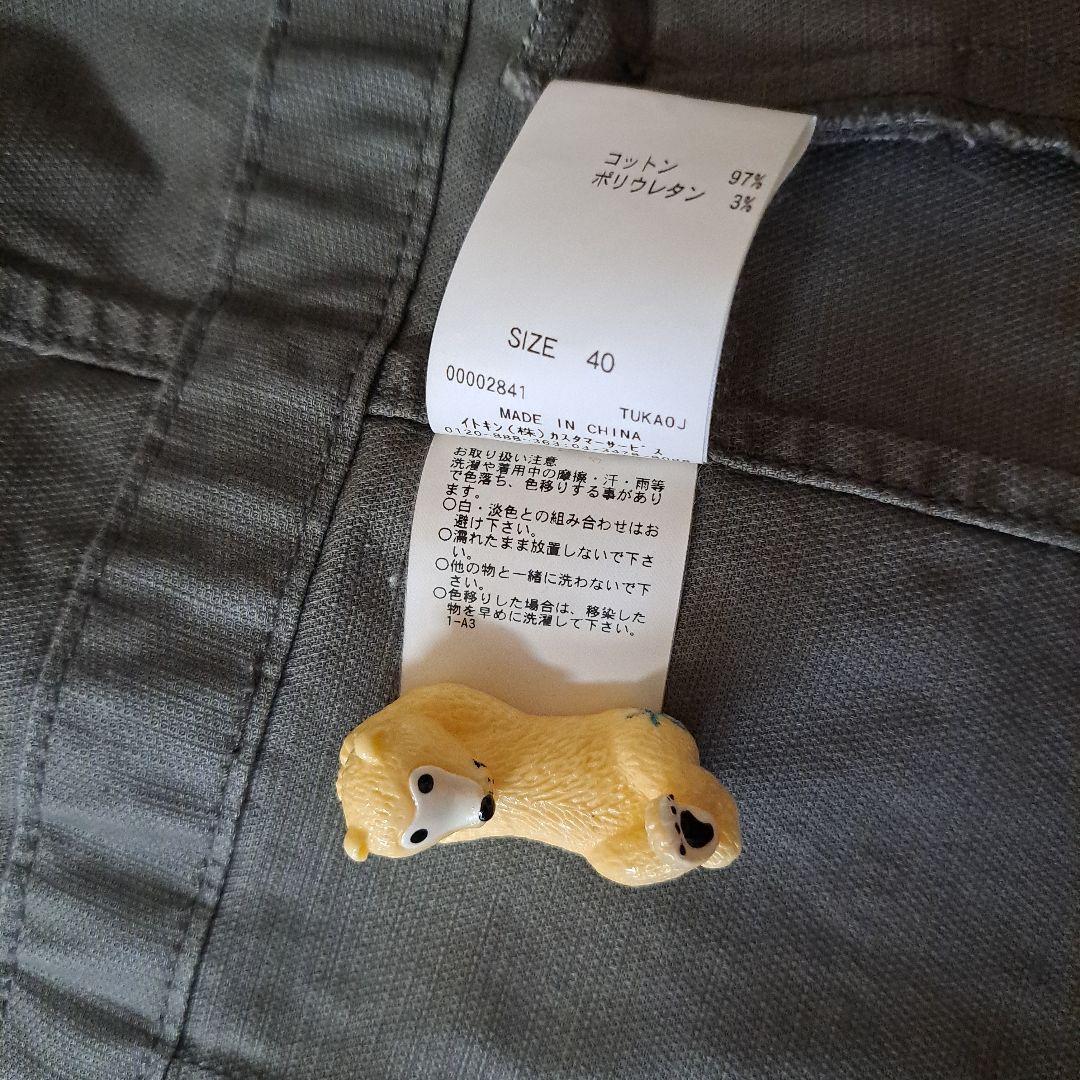 コットン 97%
ポリウレタン 3%
SIZE 40
00002841
TUKAOJ
MADE IN CHINA
イトキン(株)カスタマーサービス
お取り扱い注意
洗濯や着用中の摩擦・汗・雨等
で色落ち、色移りする事があり
ます。
○白・淡色との組み合わせはお
避け下さい。
○濡れたまま放置しないで下さ
い。
○他の物と一緒に洗わないで下
さい。
○色移りした場合は、移染した
物を早めに洗濯して下さい。
1-A3